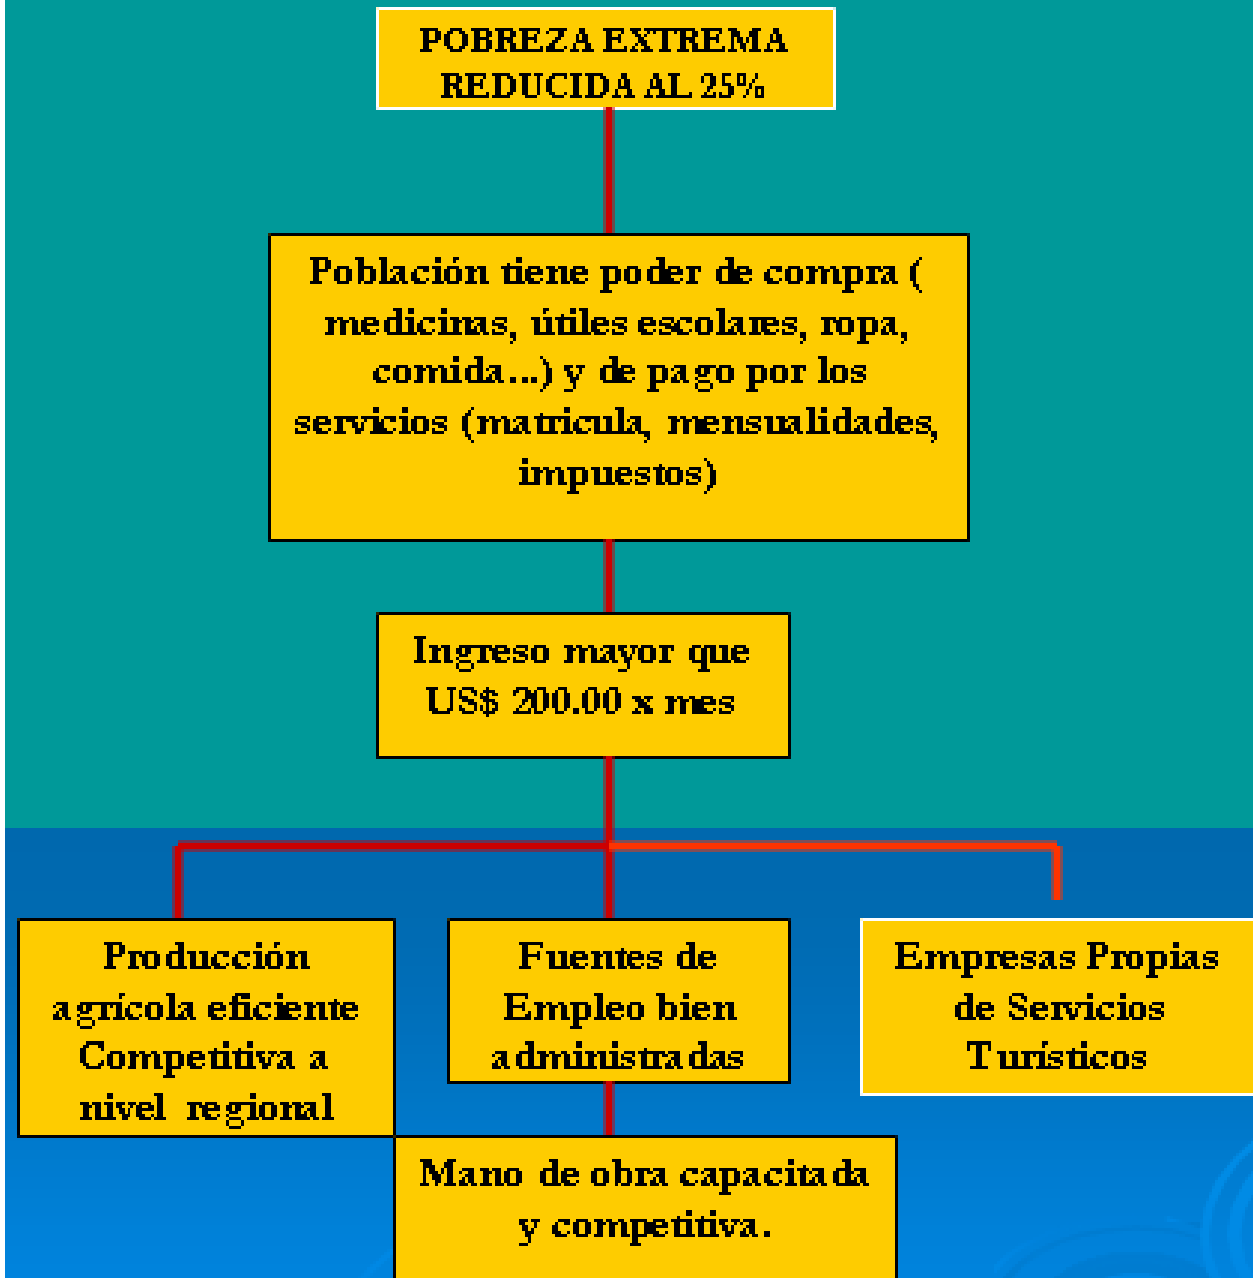 POBREZA EXTREMA
REDUCIDA AL 25%
Población tiene poder de compra (
medicinas, útiles escolares, ropa,
comida...) y de pago por los
servicios (matricula, mensualidades,
impuestos)
Ingreso mayor que
US$ 200.00 x mes
Producción
agrícola eficiente
Competitiva a
nivel regional
Fuentes de
Empleo bien
administradas
Empresas Propias
de Servicios
Turísticos
Mano de obra capacitada
y competitiva.